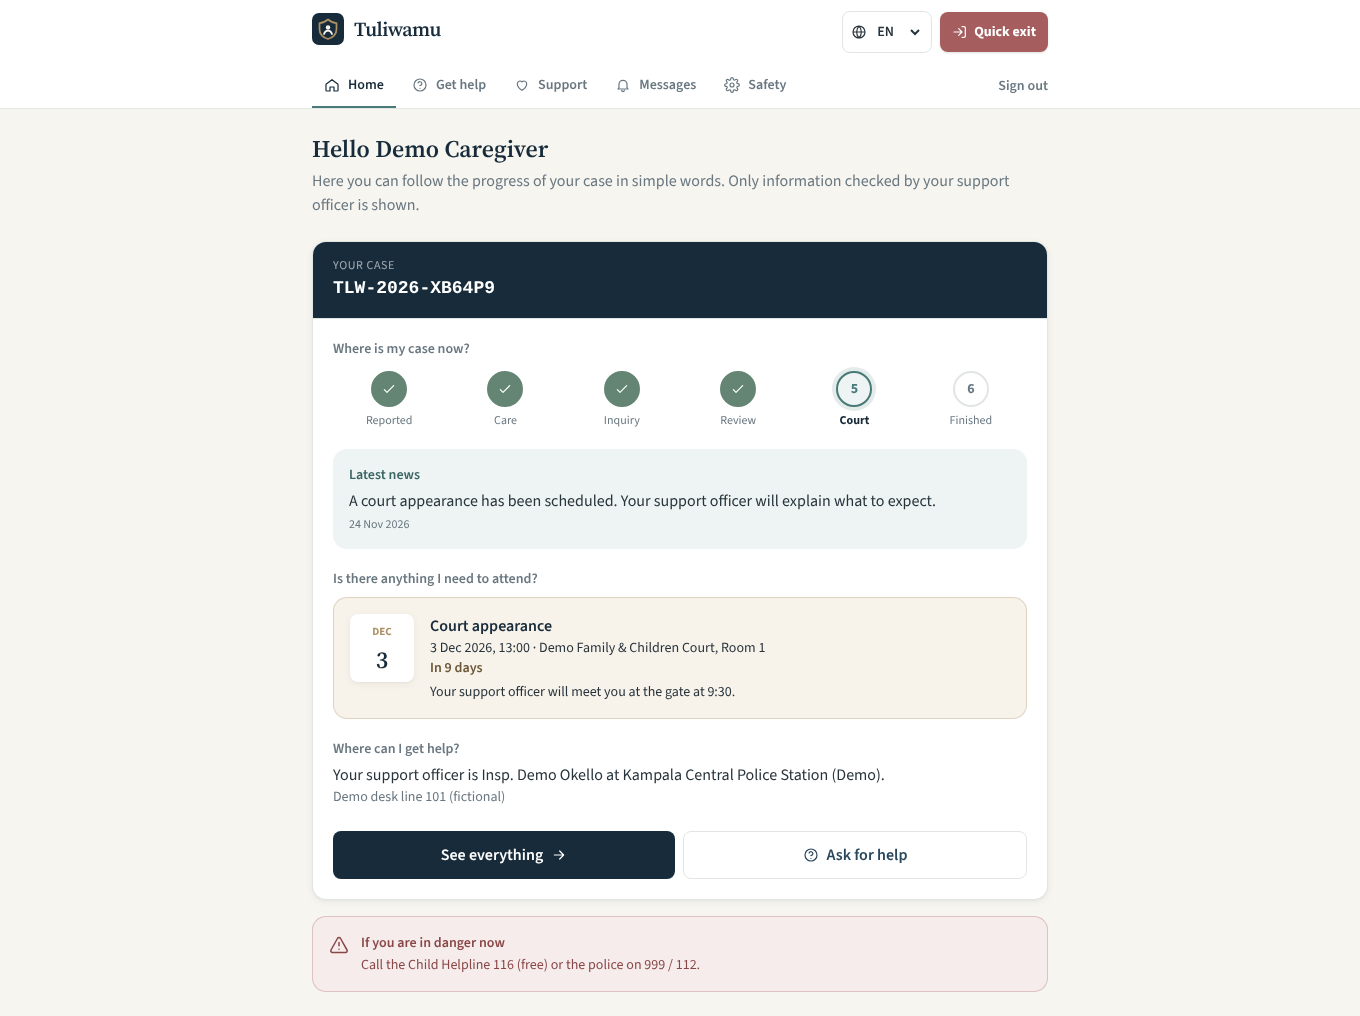 Tuliwamu
EN
Quick exit
Home
Get help
Support
Messages
Safety
Sign out
Hello Demo Caregiver
Here you can follow the progress of your case in simple words. Only information checked by your support
officer is shown.
YOUR CASE
TLW-2026-XB64P9
Where is my case now?
5
6
Reported
Care
Inquiry
Review
Court
Finished
Latest news
A court appearance has been scheduled. Your support officer will explain what to expect.
24 Nov 2026
Is there anything I need to attend?
DEC
3
Court appearance
3 Dec 2026, 13:00 · Demo Family & Children Court, Room 1
In 9 days
Your support officer will meet you at the gate at 9:30.
Where can I get help?
Your support officer is Insp. Demo Okello at Kampala Central Police Station (Demo).
Demo desk line 101 (fictional)
See everything
Ask for help
If you are in danger now
Call the Child Helpline 116 (free) or the police on 999 / 112.